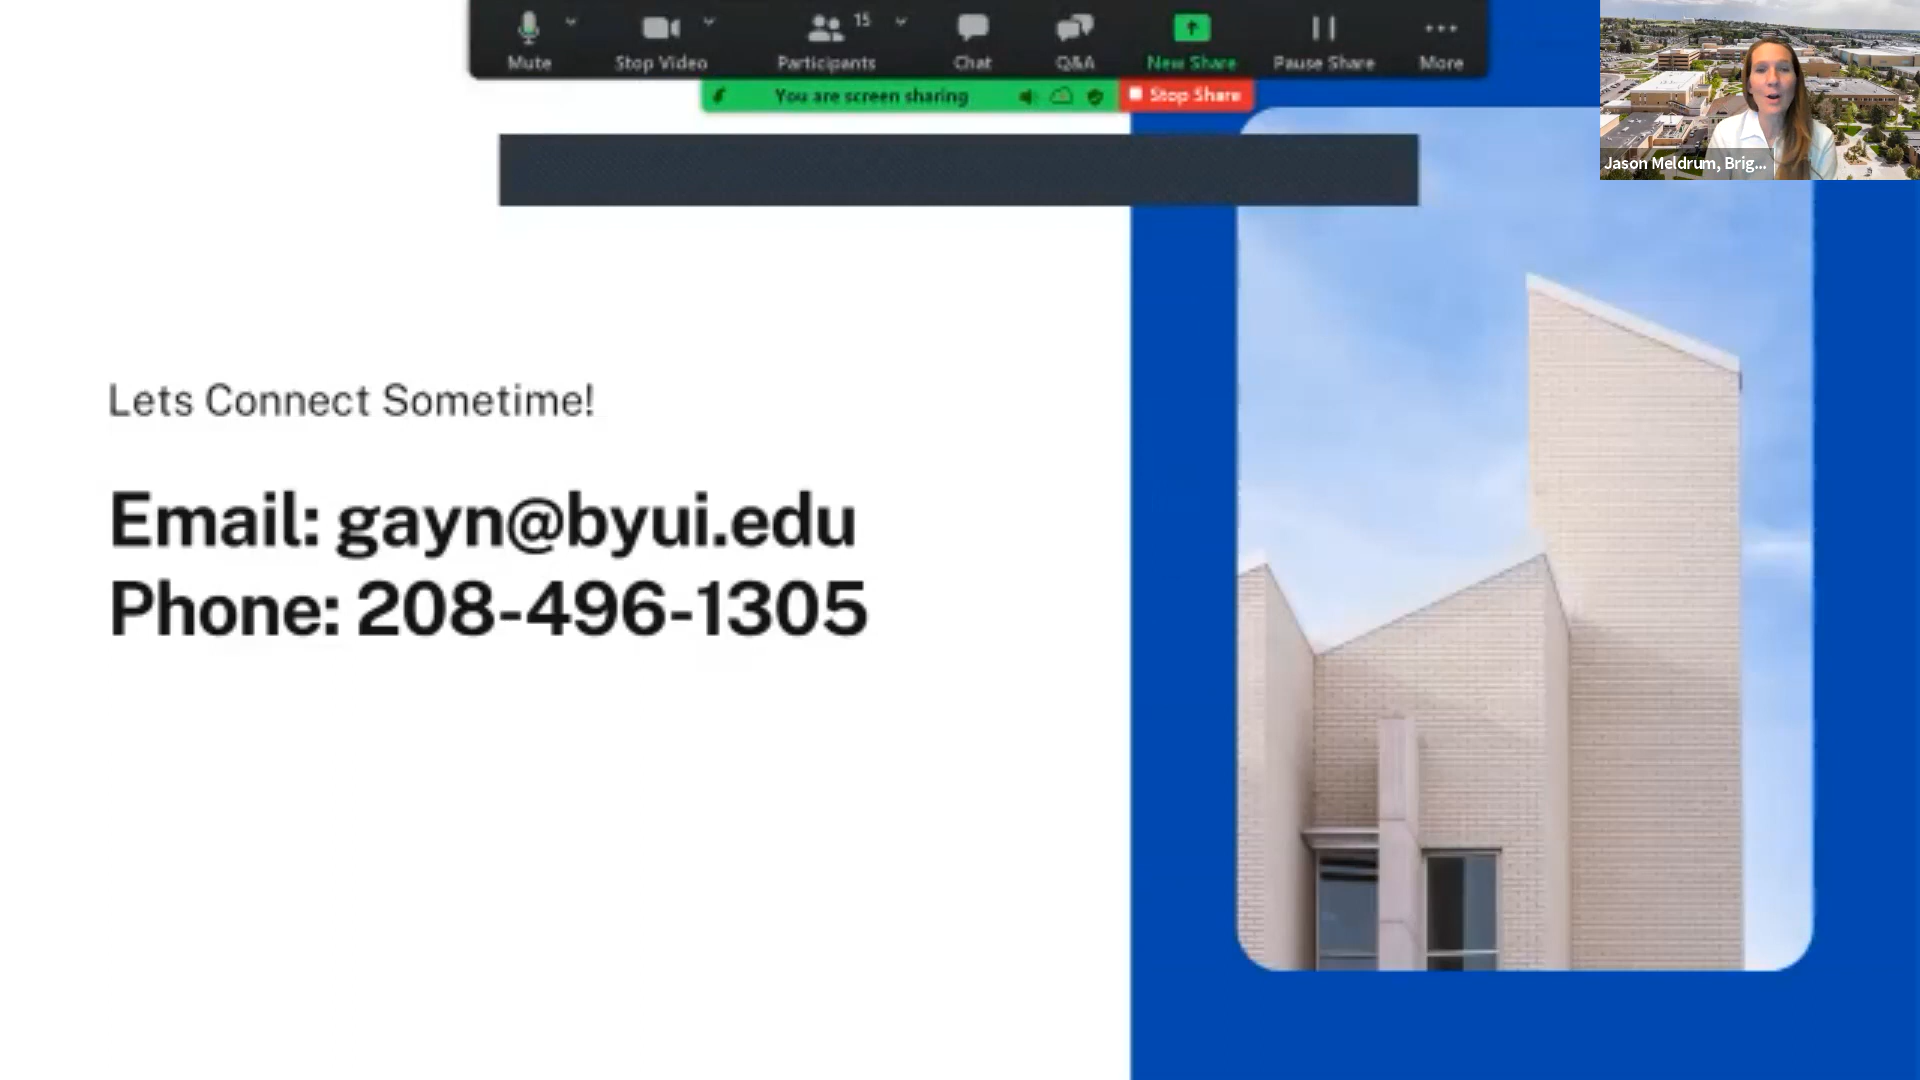 Mute
Stop Video
15
Participants
Chat
Q&A
New Share
Pause Share
More
You are screen sharing
Stop Share
Jason Meldrum, Brig...
Lets Connect Sometime!
Email: gayn@byui.edu
Phone: 208-496-1305